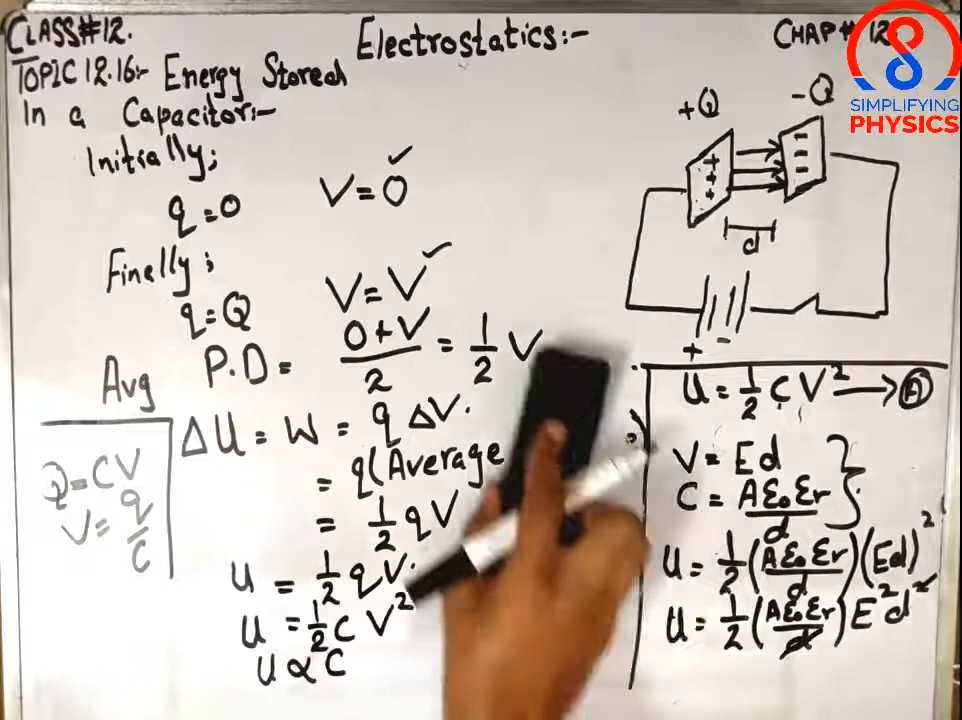 CLASS#12.
Electrostatics:-
CHAP# 12
TOPIC 12.16:- Energy Stored
In a Capacitor:-
SIMPLIFYING
PHYSICS
Initially;
q=0 V=0 ✓
Finally;
q=Q V=V ✓
Avg P.D = (0+V)/2 = 1/2 V
ΔU = W = q ΔV.
= q(Average
= 1/2 qV
U = 1/2 qV.
U = 1/2 C V²
U ∝ C
Q=CV
V= q/C
+Q -Q
+ -
+ -
+ -
d
+ -
U = 1/2 C V² → (A)
V = Ed
C = Aε₀εr/d }
U = 1/2 (Aε₀εr/d)(Ed)²
U = 1/2 (Aε₀εr/d) E²d²